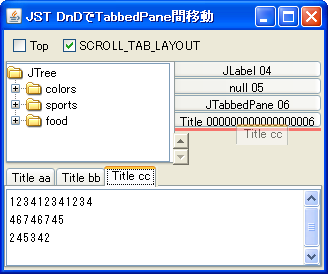 JST DnDでTabbedPane間移動
Top SCROLL_TAB_LAYOUT
JTree
colors
sports
food
JLabel 04
null 05
JTabbedPane 06
Title 000000000000000006
Title cc
Title aa Title bb Title cc
123412341234
46746745
245342